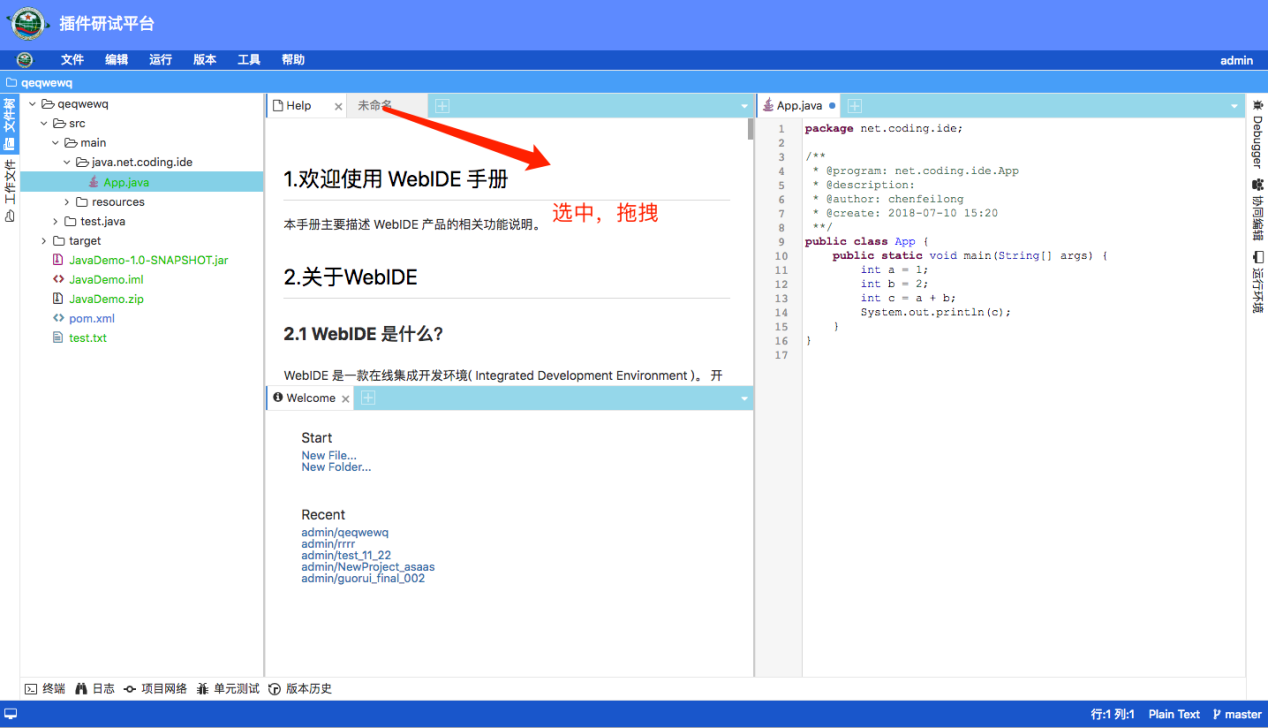 插件研试平台
文件 编辑 运行 版本 工具 帮助 admin
qeqwewq
文件树
工作文件
qeqwewq
src
main
java.net.coding.ide
App.java
resources
test.java
target
JavaDemo-1.0-SNAPSHOT.jar
JavaDemo.iml
JavaDemo.zip
pom.xml
test.txt
Help 未命名
1.欢迎使用 WebIDE 手册
选中，拖拽
本手册主要描述 WebIDE 产品的相关功能说明。
2.关于WebIDE
2.1 WebIDE 是什么?
WebIDE 是一款在线集成开发环境( Integrated Development Environment )。 开
Welcome
Start
New File...
New Folder...
Recent
admin/qeqwewq
admin/rrrr
admin/test_11_22
admin/NewProject_asaas
admin/guorui_final_002
App.java
1 package net.coding.ide;
2
3 /**
4 * @program: net.coding.ide.App
5 * @description:
6 * @author: chenfeilong
7 * @create: 2018-07-10 15:20
8 **/
9 public class App {
10 public static void main(String[] args) {
11 int a = 1;
12 int b = 2;
13 int c = a + b;
14 System.out.println(c);
15 }
16 }
17
Debugger
协同编辑
运行环境
终端 日志 项目网络 单元测试 版本历史
行:1 列:1 Plain Text master